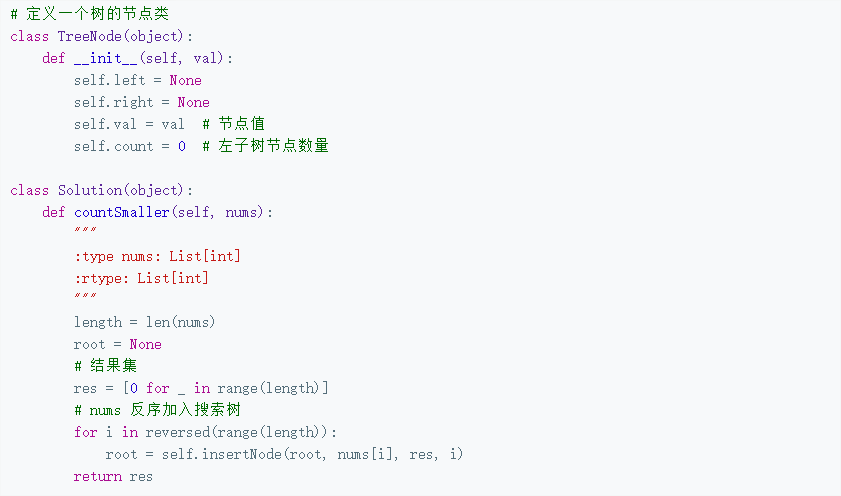 # 定义一个树的节点类
class TreeNode(object):
    def __init__(self, val):
        self.left = None
        self.right = None
        self.val = val  # 节点值
        self.count = 0  # 左子树节点数量
class Solution(object):
    def countSmaller(self, nums):
        """
        :type nums: List[int]
        :rtype: List[int]
        """
        length = len(nums)
        root = None
        # 结果集
        res = [0 for _ in range(length)]
        # nums 反序加入搜索树
        for i in reversed(range(length)):
            root = self.insertNode(root, nums[i], res, i)
        return res